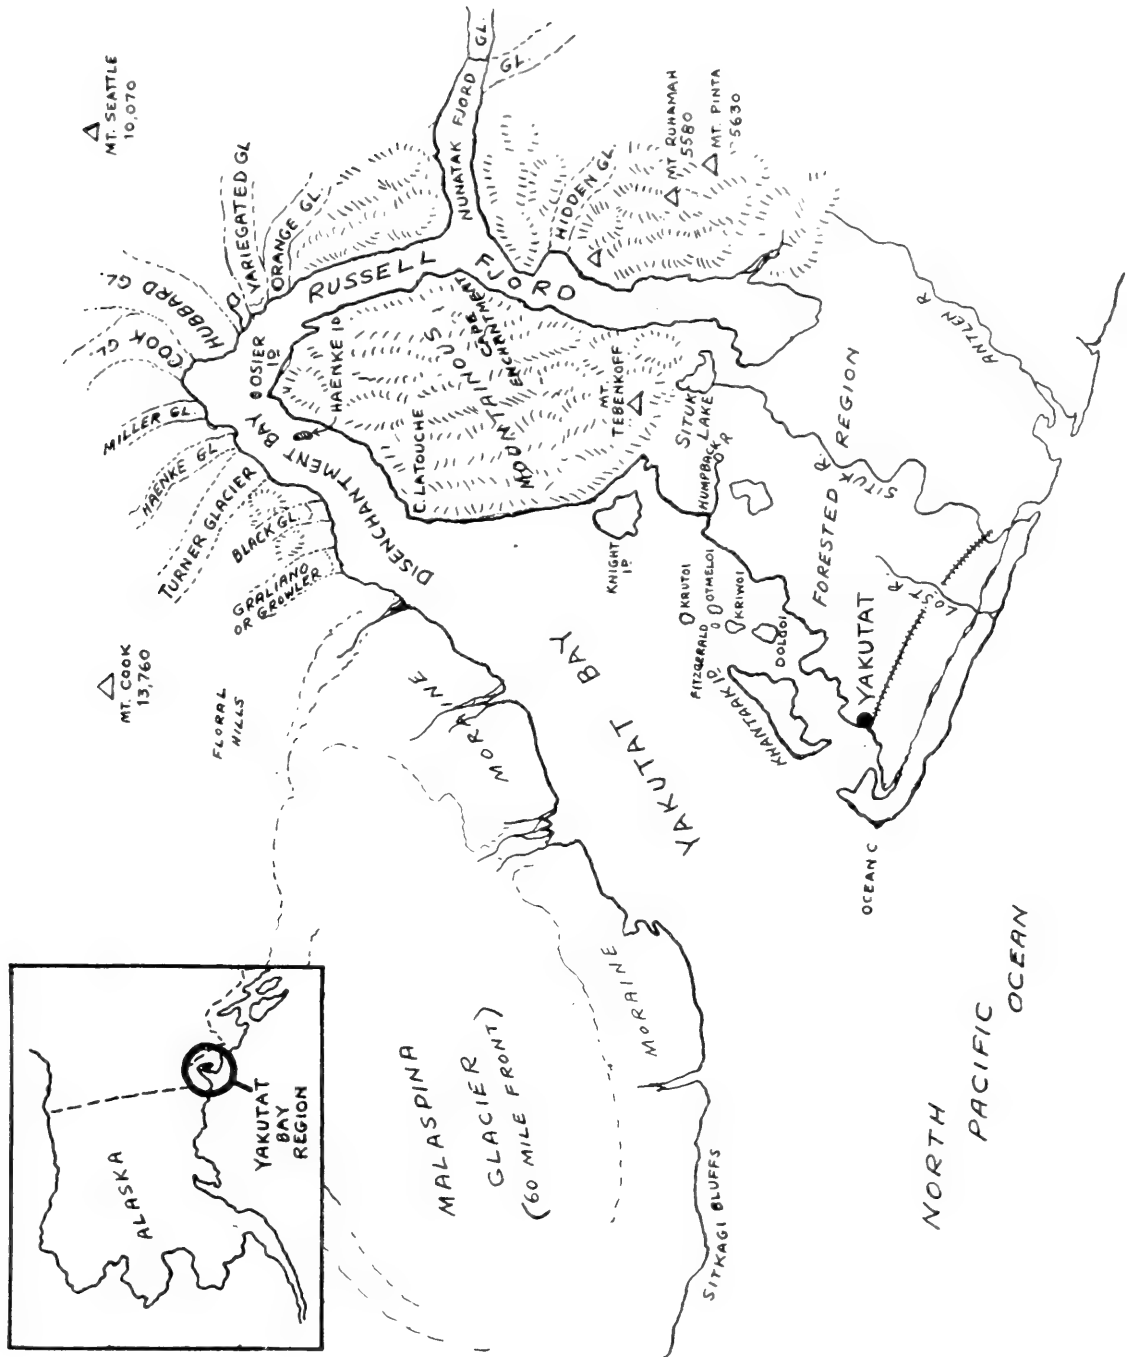 MT. SEATTLE
10,070
VARIEGATED GL
ORANGE GL.
HUBBARD GL.
COOK GL.
MILLER GL.
HAENKE GL.
TURNER GLACIER
BLACK GL.
GRALIANO
OR GROWLER
MT. COOK
13,760
FLORAL
HILLS
GL.
GL.
NUNATAK FJORD
HIDDEN GL
MT RUHAMAH
5580
MT. PINTA
5630
RUSSELL
FJORD
OSIER
ID
HAENKE ID
DISENCHANTMENT BAY
C. LATOUCHE
MOUNTAINOUS
CAPE
ENCHANTMENT
MT.
TEBENKOFF
SITUK
LAKE
HUMPBACK
OR
KNIGHT
ID
KRUTOI
OTMELOI
KRIWOI
FITZGERALD
ID
DOLGOI
KHANTAAK
YAKUTAT BAY
FORESTED REGION
SITUK R.
ANTLEN R
LOST R.
YAKUTAT
OCEAN C
MORAINE
MORAINE
MALASPINA
GLACIER
(60 MILE FRONT)
SITKAGI BLUFFS
NORTH
PACIFIC
OCEAN
ALASKA
YAKUTAT
BAY
REGION